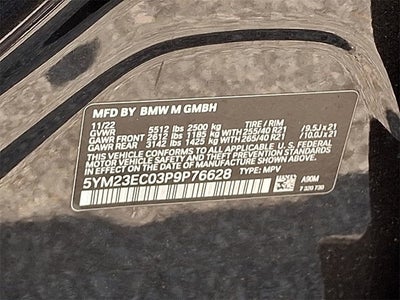 MFD BY BMW M GMBH
11/22 TIRE / RIM
GVWR 5512 lbs 2500 kg
GAWR FRONT 2612 lbs 1185 kg WITH 255/40 R21 / 9.5J x 21
GAWR REAR 3142 lbs 1425 kg WITH 265/40 R21 / 10.0J x 21
THIS VEHICLE CONFORMS TO ALL APPLICABLE U. S. FEDERAL
MOTOR VEHICLE SAFETY AND THEFT PREVENTION STANDARDS
IN EFFECT ON THE DATE OF MANUFACTURE SHOWN ABOVE.
5YM23EC03P9P76628 TYPE: MPV A90M